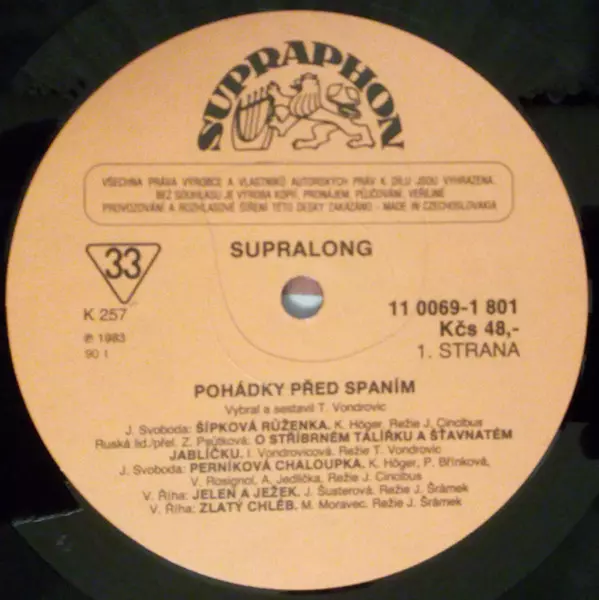 SUPRAPHON
VŠECHNA PRÁVA VÝROBCE A VLASTNÍKŮ AUTORSKÝCH PRÁV K DÍLU JSOU VYHRAZENA.
BEZ SOUHLASU JE VÝROBA KOPIÍ, PRONÁJEM, PŮJČOVÁNÍ, VEŘEJNÉ
PROVOZOVÁNÍ A ROZHLASOVÉ ŠÍŘENÍ TÉTO DESKY ZAKÁZÁNO - MADE IN CZECHOSLOVAKIA
SUPRALONG
33
K 257
℗ 1983
90 1
11 0069-1 801
Kčs 48,-
1. STRANA
POHÁDKY PŘED SPANÍM
Vybral a sestavil T. Vondrovic
J. Svoboda: ŠÍPKOVÁ RŮŽENKA. K. Höger, Režie J. Cincibus
Ruská lid./přel. Z. Psůtková: O STŘÍBRNÉM TALÍŘKU A ŠŤAVNATÉM
JABLÍČKU. I. Vondrovicová. Režie T. Vondrovic
J. Svoboda: PERNÍKOVÁ CHALOUPKA. K. Höger, P. Břínková,
V. Rosignol, A. Jedlička, Režie J. Cincibus
V. Říha: JELEN A JEŽEK. J. Šusterová. Režie J. Šrámek
V. Říha: ZLATÝ CHLÉB. M. Moravec. Režie J. Šrámek